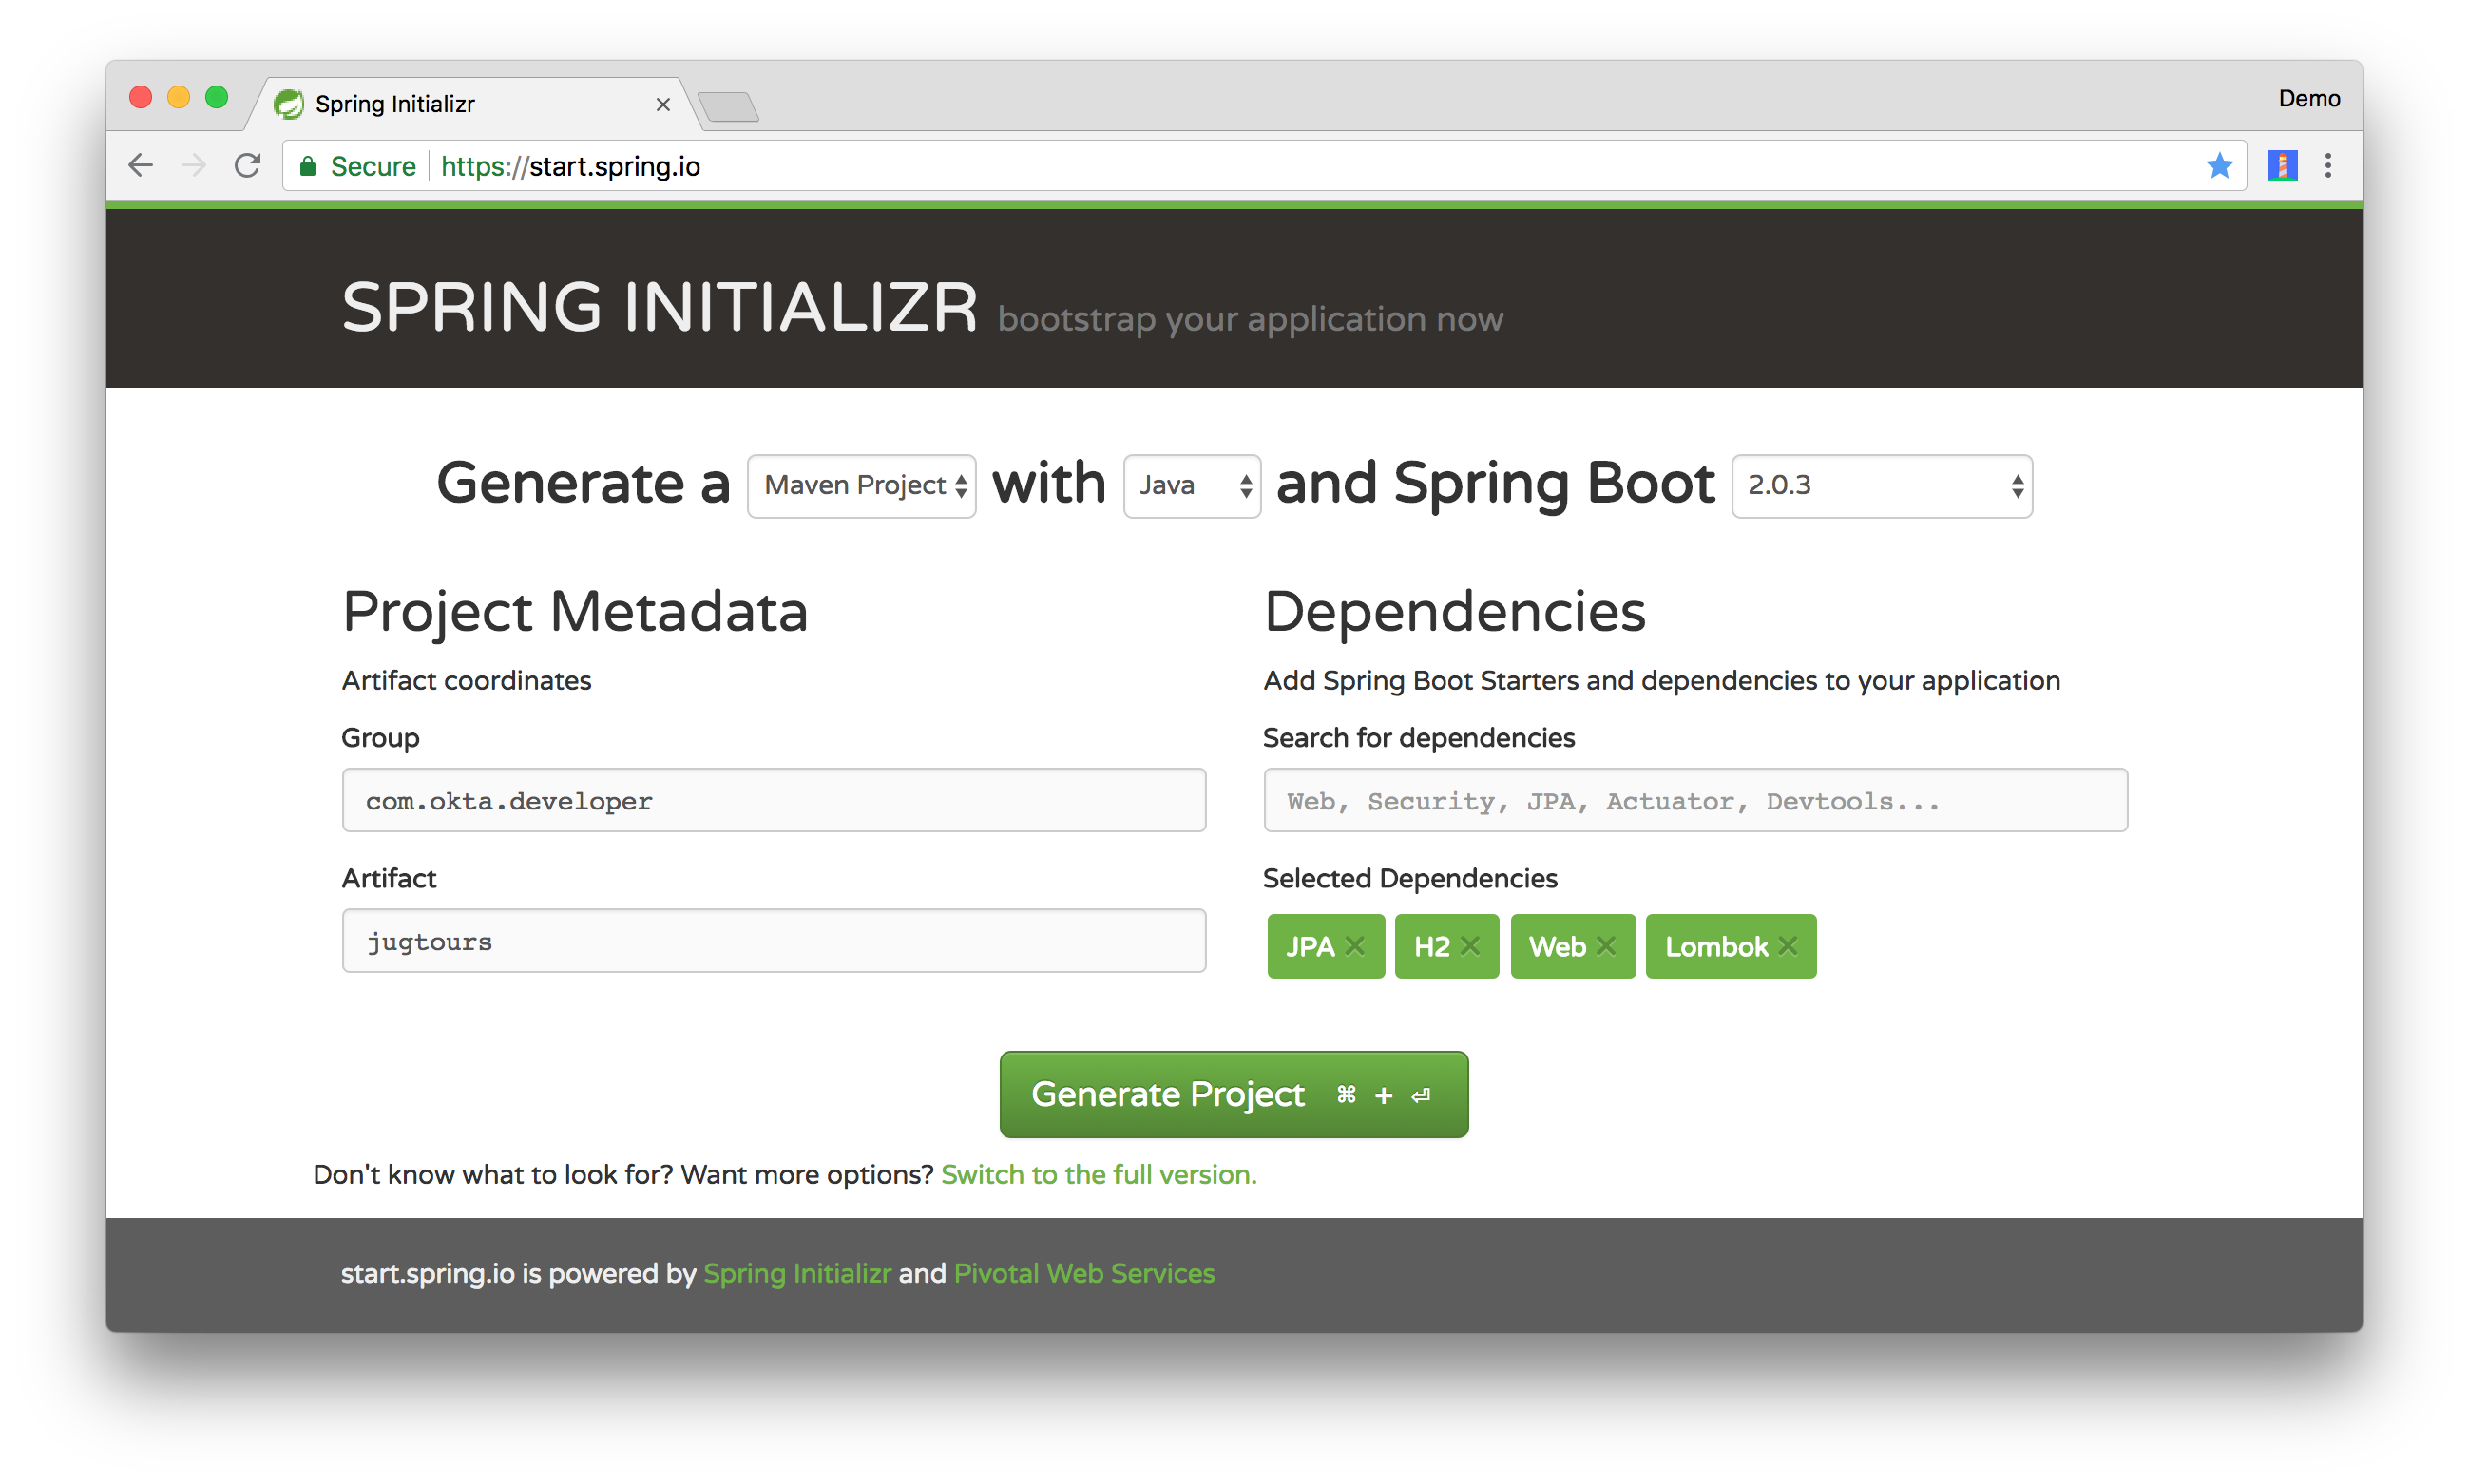 Spring Initializr
Demo
Secure https://start.spring.io
SPRING INITIALIZR bootstrap your application now
Generate a Maven Project with Java and Spring Boot 2.0.3
Project Metadata
Artifact coordinates
Group
com.okta.developer
Artifact
jugtours
Dependencies
Add Spring Boot Starters and dependencies to your application
Search for dependencies
Web, Security, JPA, Actuator, Devtools...
Selected Dependencies
JPA H2 Web Lombok
Generate Project ⌘ + ⏎
Don't know what to look for? Want more options? Switch to the full version.
start.spring.io is powered by Spring Initializr and Pivotal Web Services